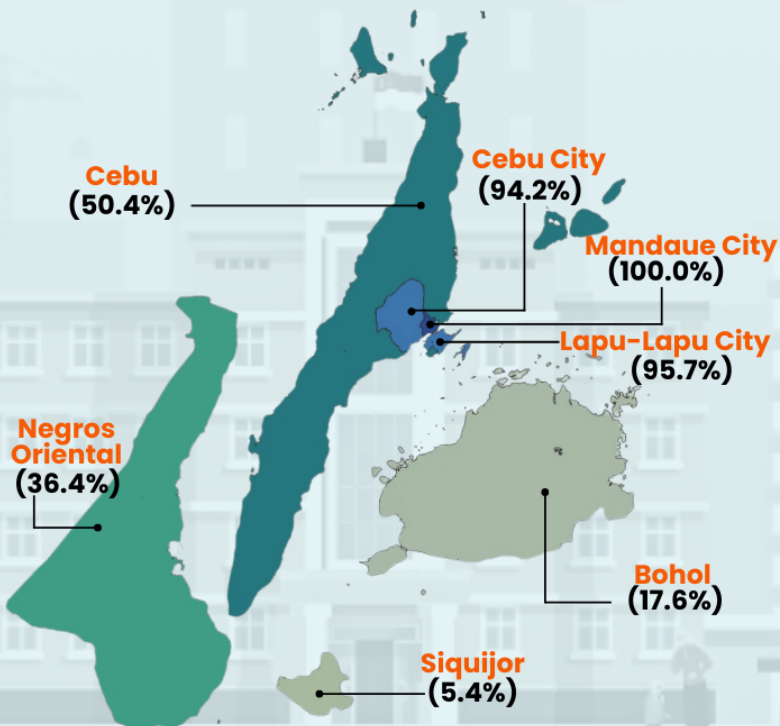 Cebu
(50.4%)
Cebu City
(94.2%)
Mandaue City
(100.0%)
Lapu-Lapu City
(95.7%)
Negros
Oriental
(36.4%)
Bohol
(17.6%)
Siquijor
(5.4%)